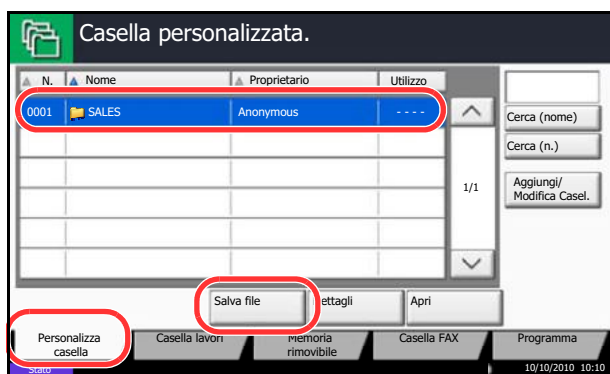 Casella personalizzata.
N. Nome Proprietario Utilizzo
0001 SALES Anonymous - - - -
Cerca (nome)
Cerca (n.)
1/1
Aggiungi/
Modifica Casel.
Salva file Dettagli Apri
Personalizza
casella
Casella lavori
Memoria
rimovibile
Casella FAX
Programma
Stato 10/10/2010 10:10